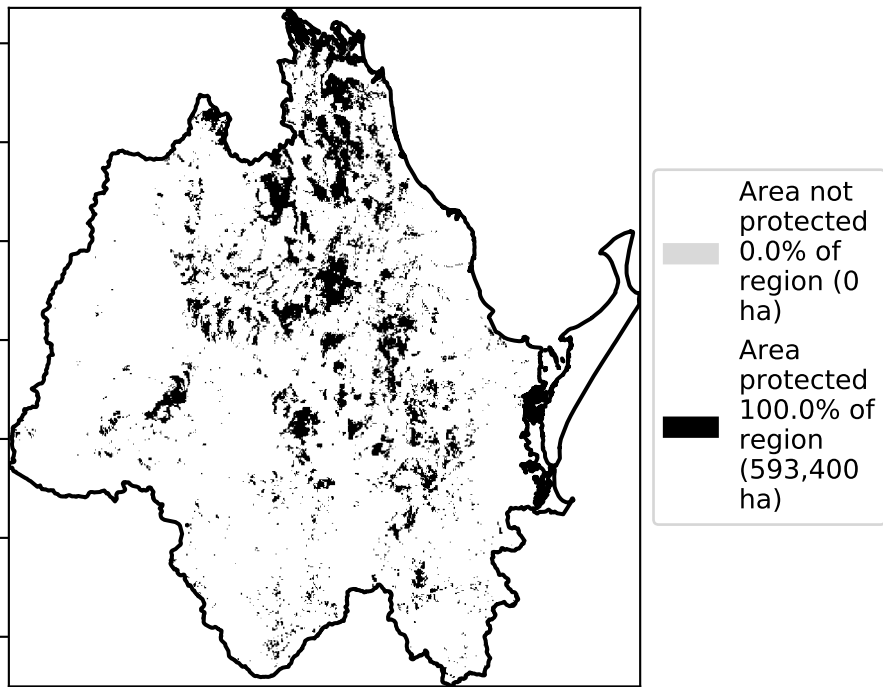 Area not
protected
0.0% of
region (0
ha)
Area
protected
100.0% of
region
(593,400
ha)